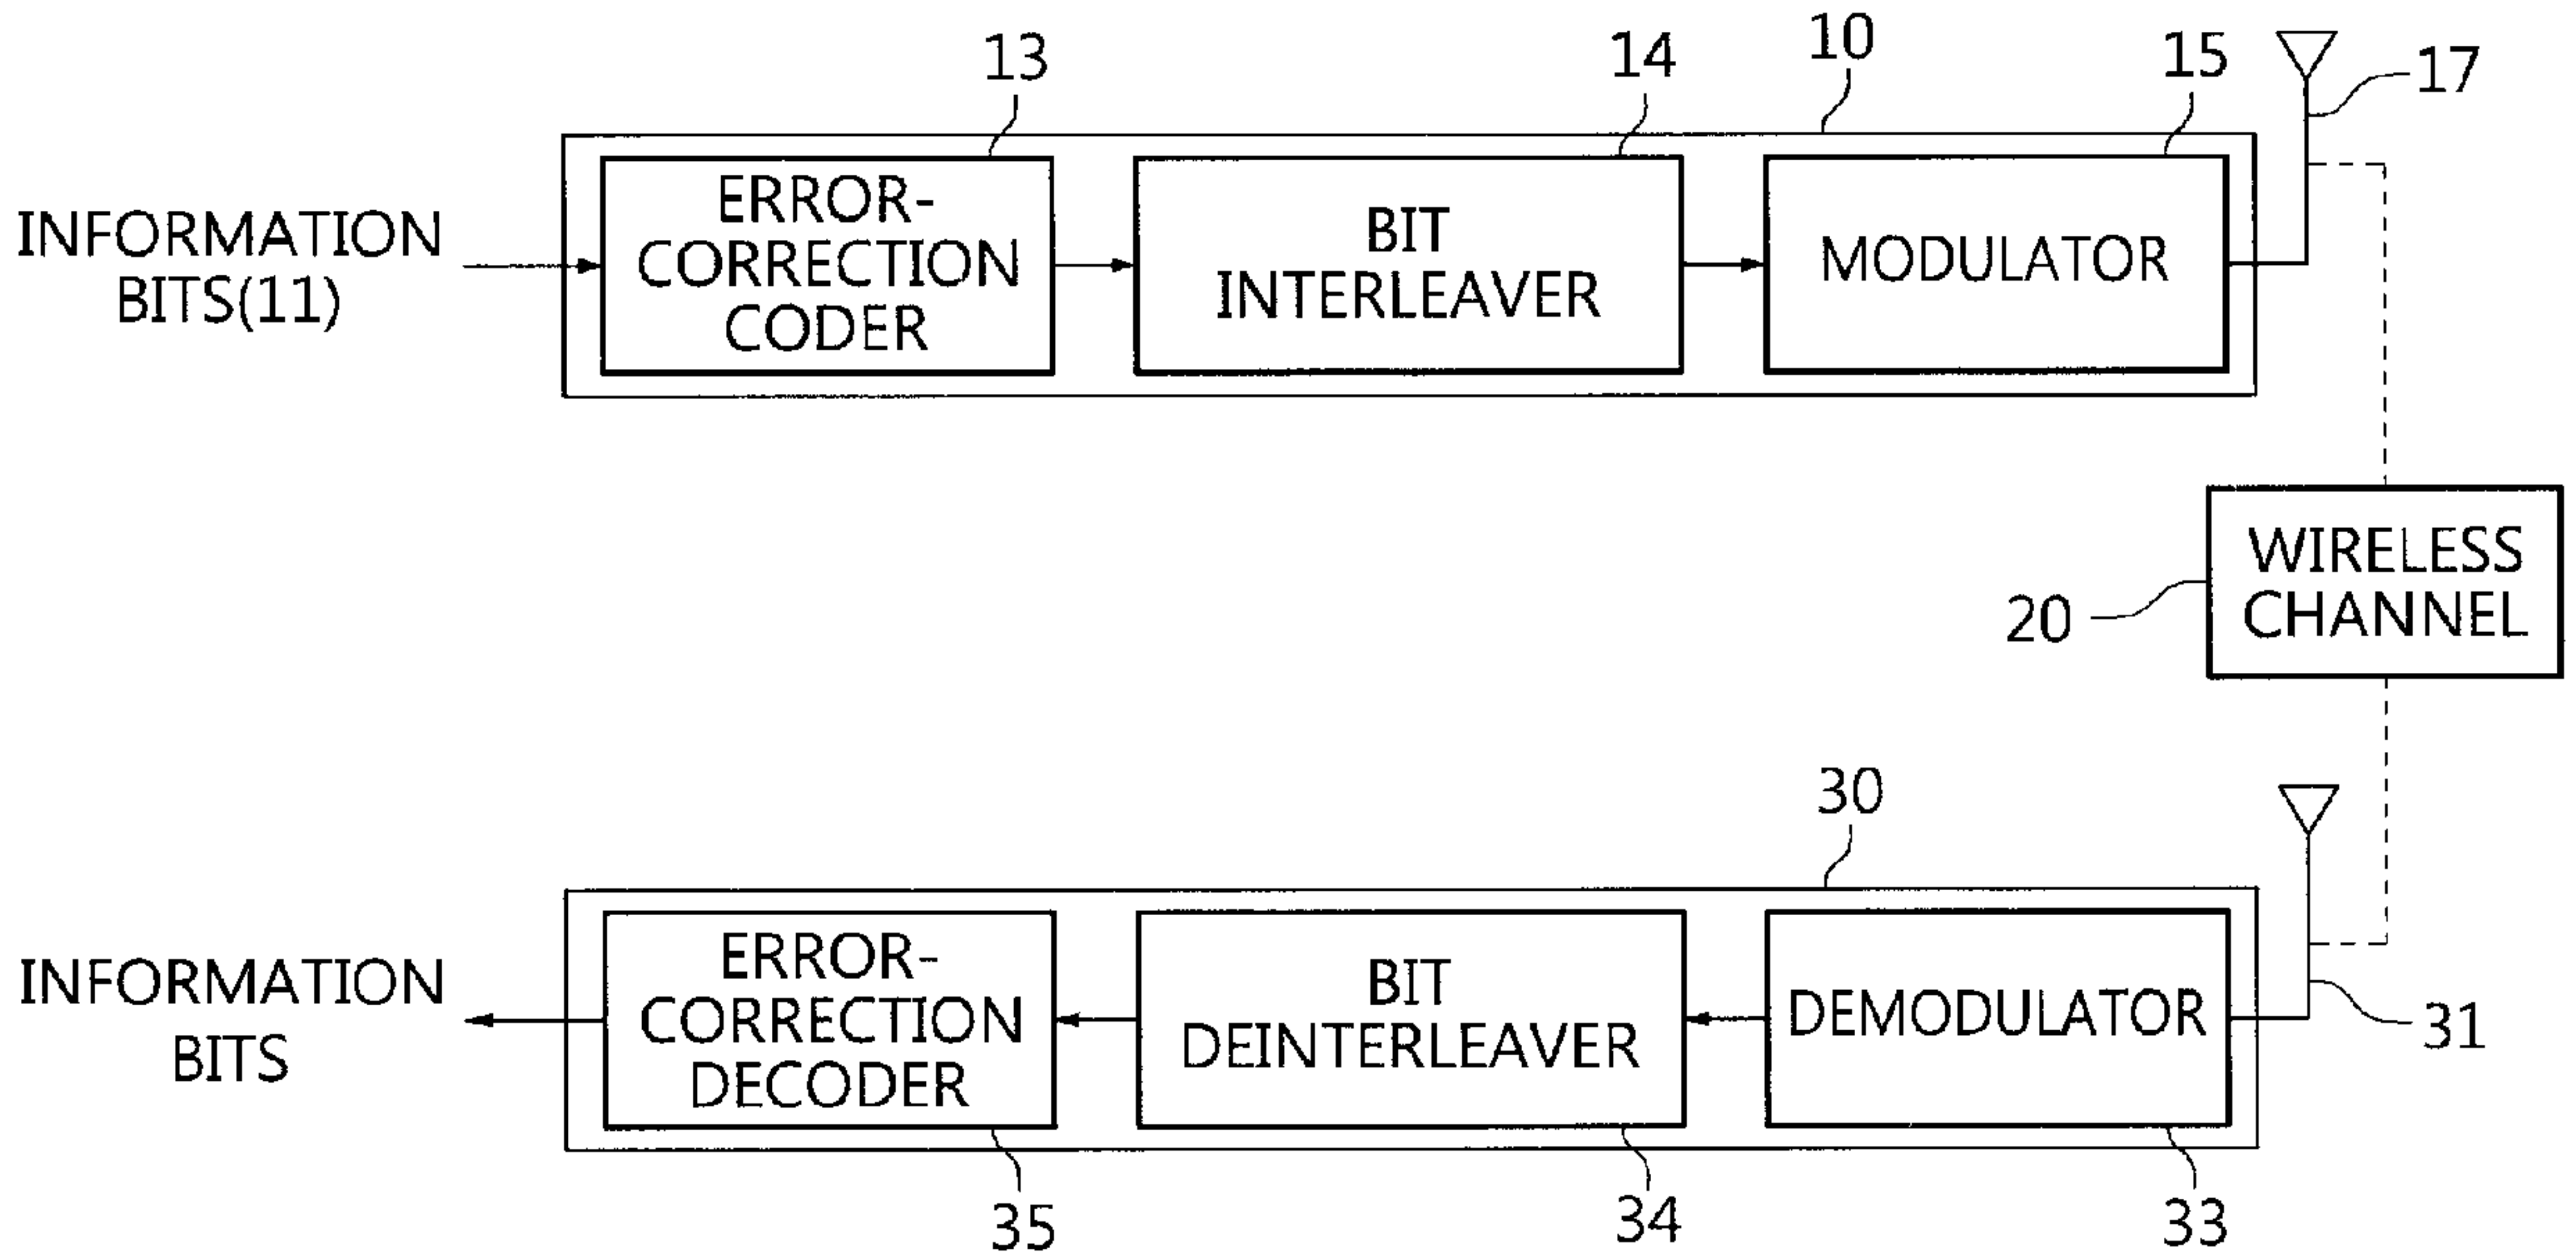 10
13
14
15
17
ERROR-
CORRECTION
CODER
INFORMATION
BITS(11)
BIT
INTERLEAVER
MODULATOR
WIRELESS
CHANNEL
20
30
ERROR-
CORRECTION
DECODER
INFORMATION
BITS
BIT
DEINTERLEAVER
DEMODULATOR
31
35
34
33